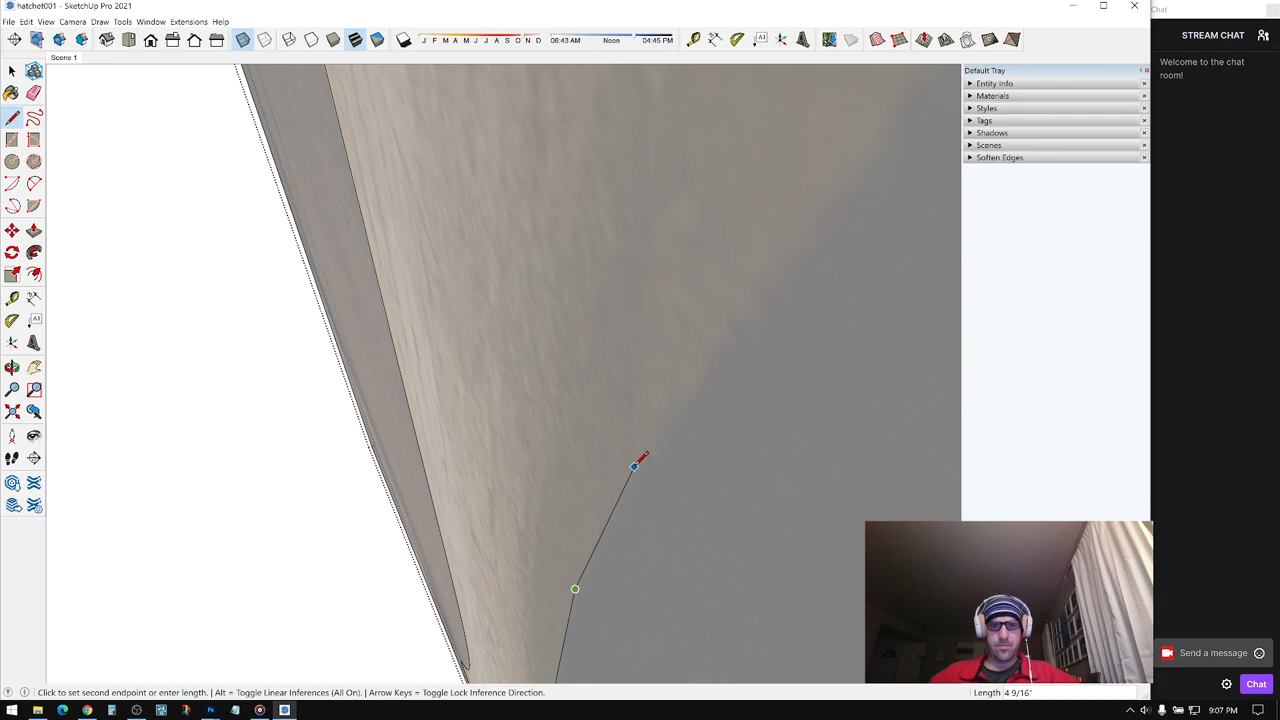 hatchet001 - SketchUp Pro 2021
File Edit View Camera Draw Tools Window Extensions Help
J F M A M J J A S O N D
06:43 AM Noon 04:45 PM
Scene 1
Default Tray
Entity Info
Materials
Styles
Tags
Shadows
Scenes
Soften Edges
Chat
STREAM CHAT
Welcome to the chat
room!
Send a message
Chat
Click to set second endpoint or enter length. | Alt = Toggle Linear Inferences (All On). | Arrow Keys = Toggle Lock Inference Direction.
Length 4 9/16"
9:07 PM